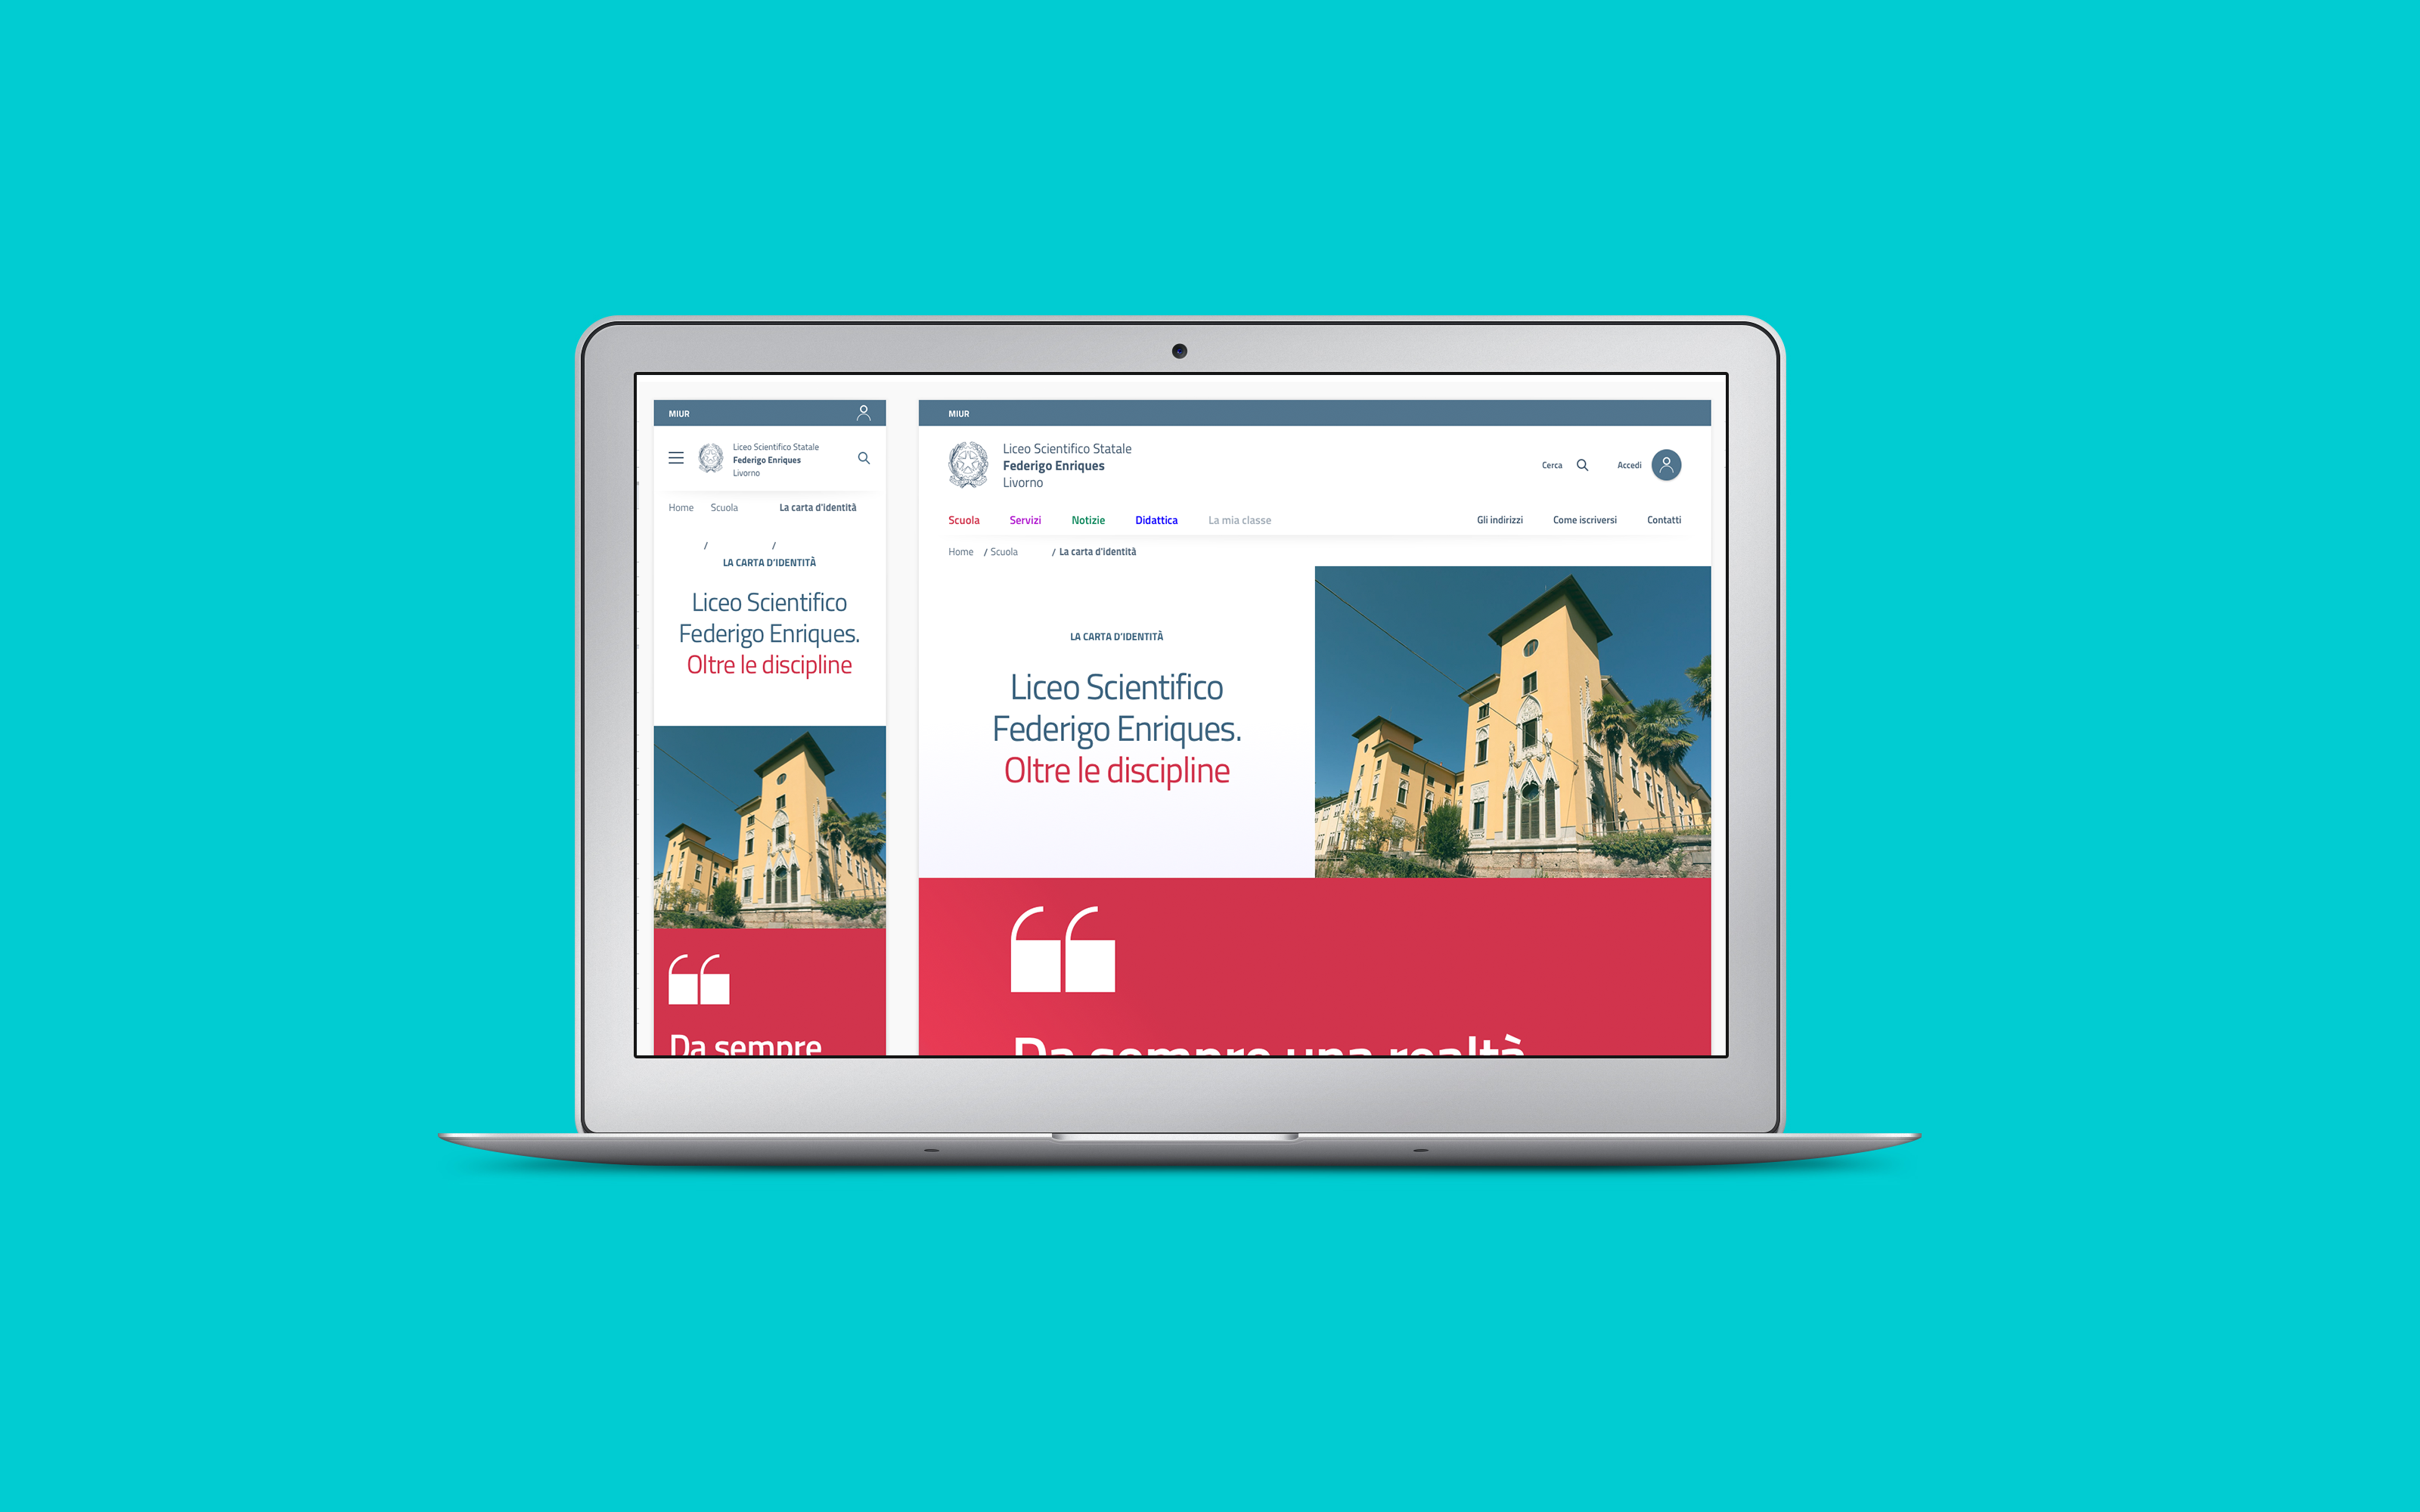 MIUR
Liceo Scientifico Statale
Federigo Enriques
Livorno
Home Scuola La carta d'identità
/ /
LA CARTA D'IDENTITÀ
Liceo Scientifico
Federigo Enriques.
Oltre le discipline
Da sempre
MIUR
Liceo Scientifico Statale
Federigo Enriques
Livorno
Cerca Accedi
Scuola Servizi Notizie Didattica La mia classe Gli indirizzi Come iscriversi Contatti
Home / Scuola / La carta d'identità
LA CARTA D'IDENTITÀ
Liceo Scientifico
Federigo Enriques.
Oltre le discipline
Da sempre una realtà